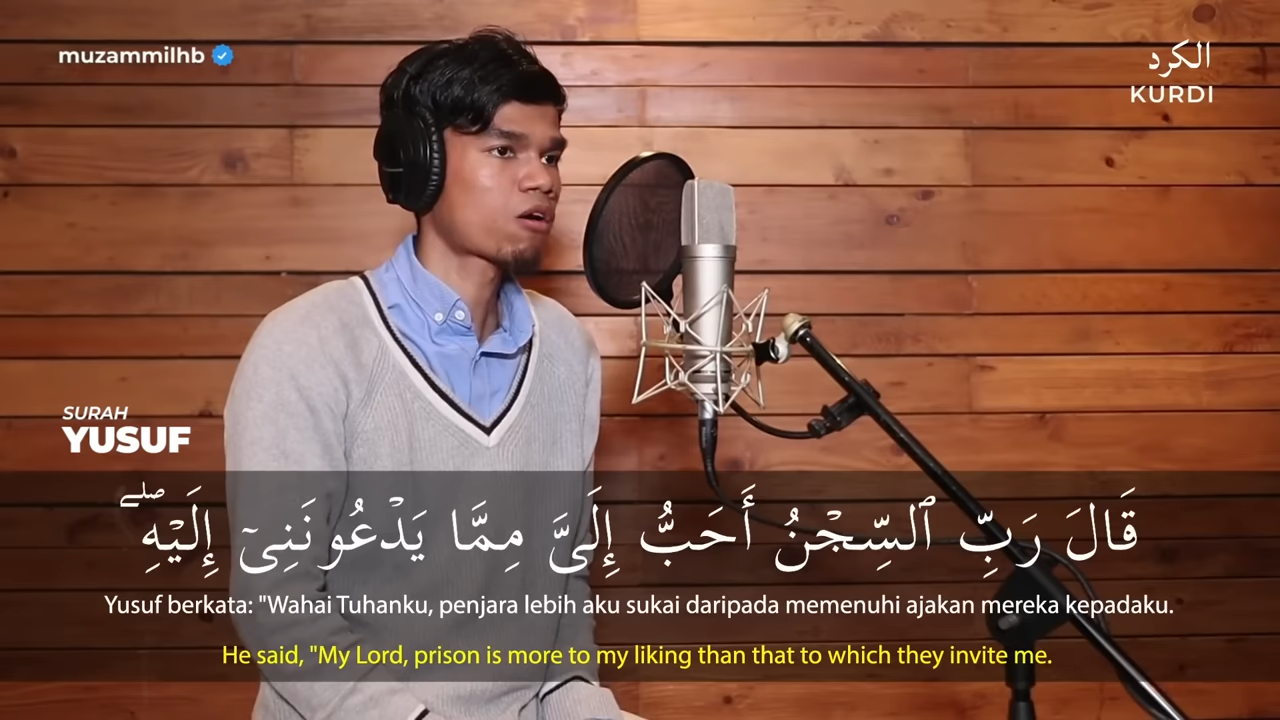 muzammilhb
الكرد
KURDI
SURAH
YUSUF
قَالَ رَبِّ ٱلسِّجْنُ أَحَبُّ إِلَىَّ مِمَّا يَدْعُونَنِىٓ إِلَيْهِ ۖ
Yusuf berkata: "Wahai Tuhanku, penjara lebih aku sukai daripada memenuhi ajakan mereka kepadaku.
He said, "My Lord, prison is more to my liking than that to which they invite me.